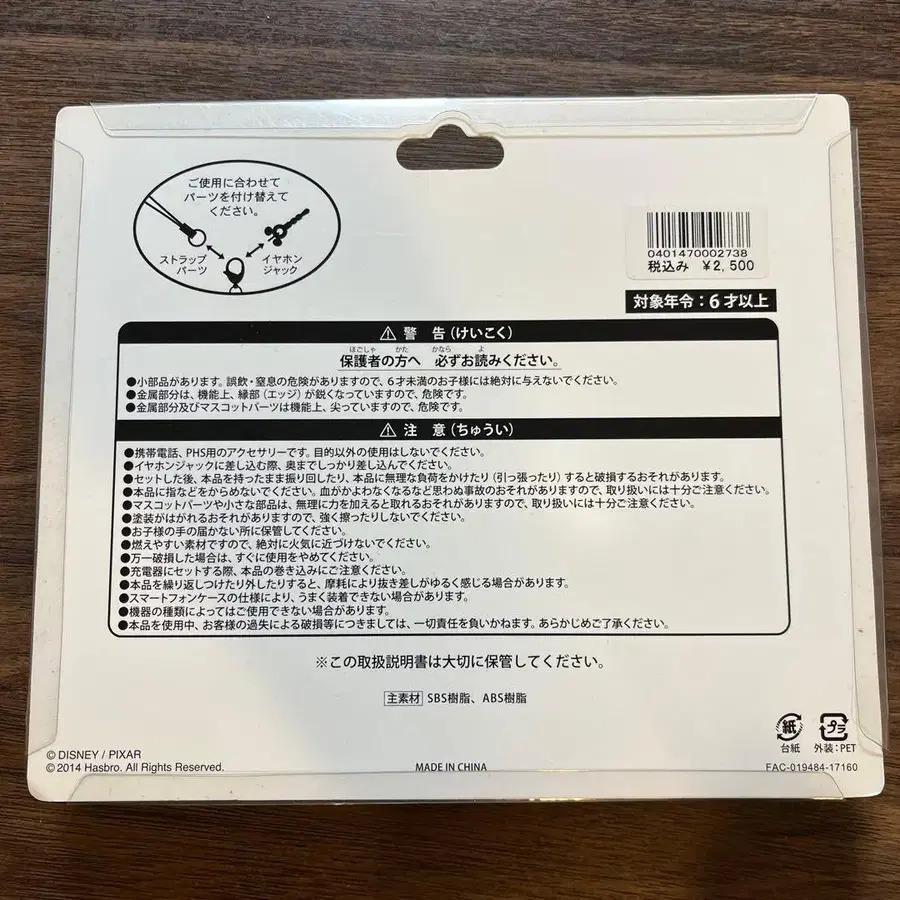 ご使用に合わせて
パーツを付け替えて
ください。
ストラップ
パーツ
イヤホン
ジャック
0401470002738
税込み ¥2,500
対象年令:6才以上
⚠ 警 告(けいこく)
ほごしゃ かた かなら よ
保護者の方へ 必ずお読みください。
●小部品があります。誤飲・窒息の危険がありますので、6才未満のお子様には絶対に与えないでください。
●金属部分は、機能上、縁部(エッジ)が鋭くなっていますので、危険です。
●金属部分及びマスコットパーツは機能上、尖っていますので、危険です。
⚠ 注 意(ちゅうい)
●携帯電話、PHS用のアクセサリーです。目的以外の使用はしないでください。
●イヤホンジャックに差し込む際、奥までしっかり差し込んでください。
●セットした後、本品を持ったまま振り回したり、本品に無理な負荷をかけたり(引っ張ったり)すると破損するおそれがあります。
●本品に指などをからめないでください。血がかよわなくなるなど思わぬ事故のおそれがありますので、取り扱いには十分ご注意ください。
●マスコットパーツや小さな部品は、無理に力を加えると取れるおそれがありますので、取り扱いには十分ご注意ください。
●塗装がはがれるおそれがありますので、強く擦ったりしないでください。
●お子様の手の届かない所に保管してください。
●燃えやすい素材ですので、絶対に火気に近づけないでください。
●万一破損した場合は、すぐに使用をやめてください。
●充電器にセットする際、本品の巻き込みにご注意ください。
●本品を繰り返しつけたり外したりすると、摩耗により抜き差しがゆるく感じる場合があります。
●スマートフォンケースの仕様により、うまく装着できない場合があります。
●機器の種類によってはご使用できない場合があります。
●本品を使用中、お客様の過失による破損等につきましては、一切責任を負いかねます。あらかじめご了承ください。
※この取扱説明書は大切に保管してください。
主素材 SBS樹脂、ABS樹脂
紙
台紙
プラ
外装:PET
© DISNEY / PIXAR
© 2014 Hasbro. All Rights Reserved.
MADE IN CHINA
FAC-019484-17160